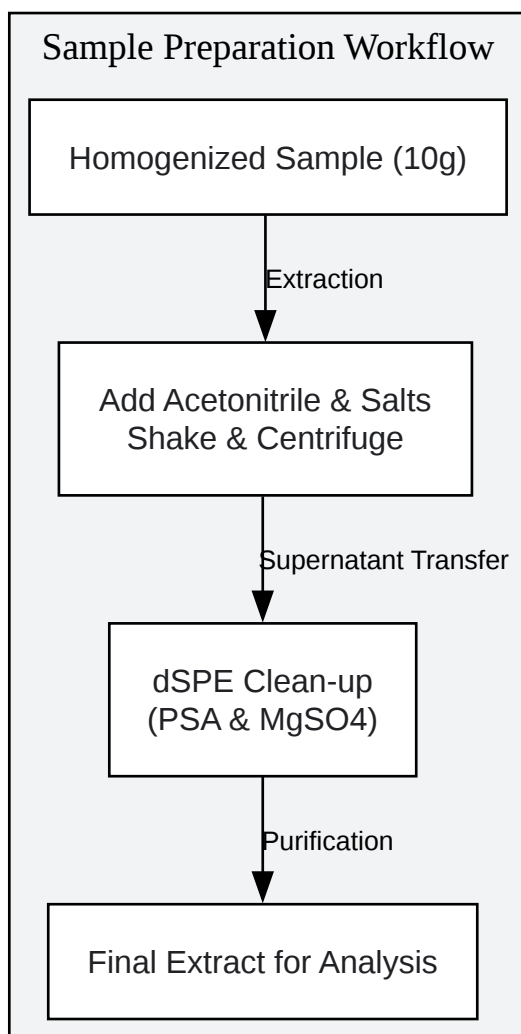 Sample Preparation Workflow
Homogenized Sample (10g)
Extraction
Add Acetonitrile & Salts
Shake & Centrifuge
Supernatant Transfer
dSPE Clean-up
(PSA & MgSO4)
Purification
Final Extract for Analysis